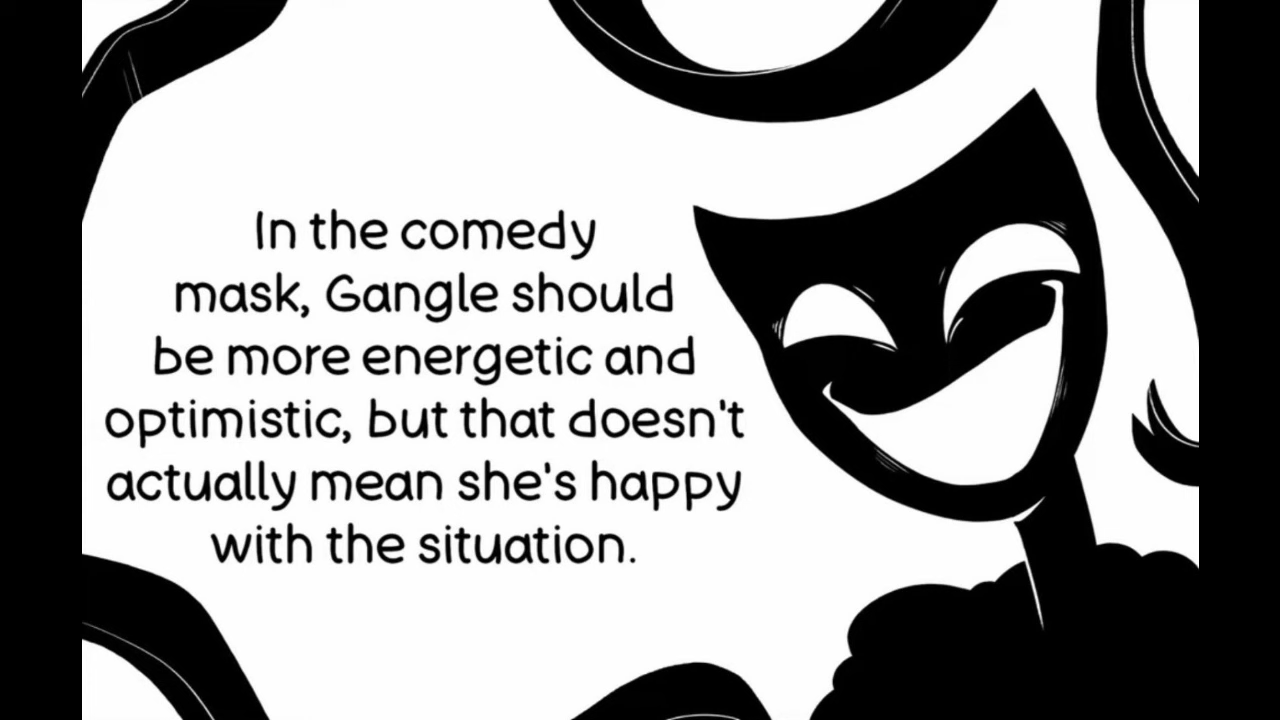 In the comedy
mask, Gangle should
be more energetic and
optimistic, but that doesn't
actually mean she's happy
with the situation.